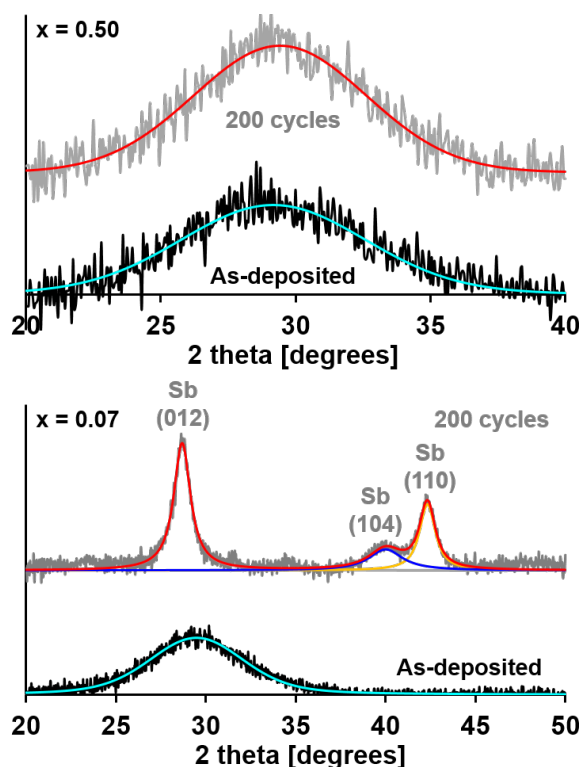 x = 0.50
200 cycles
As-deposited
20 25 30 35 40
2 theta [degrees]
x = 0.07
Sb
(012)
200 cycles
Sb
(104)
Sb
(110)
As-deposited
20 25 30 35 40 45 50
2 theta [degrees]